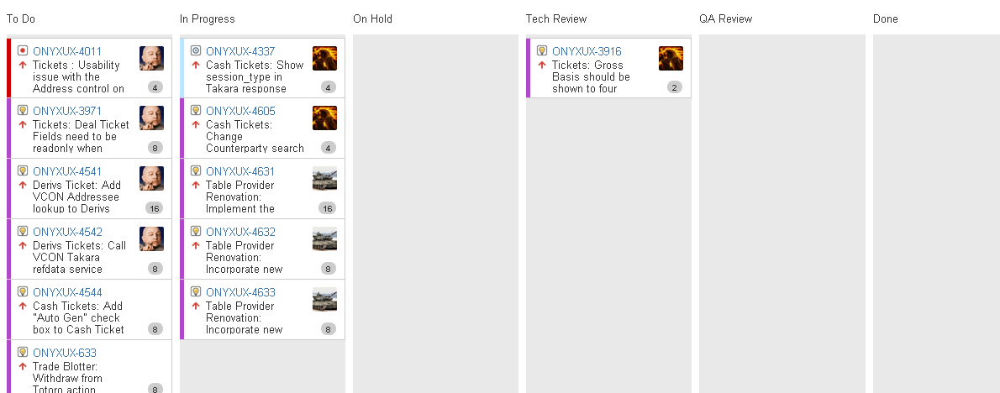 To Do
In Progress
On Hold
Tech Review
QA Review
Done
ONYXUX-4011
Tickets : Usability
issue with the
Address control on
4
ONYXUX-3971
Tickets: Deal Ticket
Fields need to be
readonly when
8
ONYXUX-4541
Derivs Ticket: Add
VCON Addressee
lookup to Derivs
16
ONYXUX-4542
Derivs Tickets: Call
VCON Takara
refdata service
8
ONYXUX-4544
Cash Tickets: Add
"Auto Gen" check
box to Cash Ticket
8
ONYXUX-633
Trade Blotter:
Withdraw from
Totoro action
8
ONYXUX-4337
Cash Tickets: Show
session_type in
Takara response
4
ONYXUX-4605
Cash Tickets:
Change
Counterparty search
4
ONYXUX-4631
Table Provider
Renovation:
Implement the
16
ONYXUX-4632
Table Provider
Renovation:
Incorporate new
8
ONYXUX-4633
Table Provider
Renovation:
Incorporate new
8
ONYXUX-3916
Tickets: Gross
Basis should be
shown to four
2